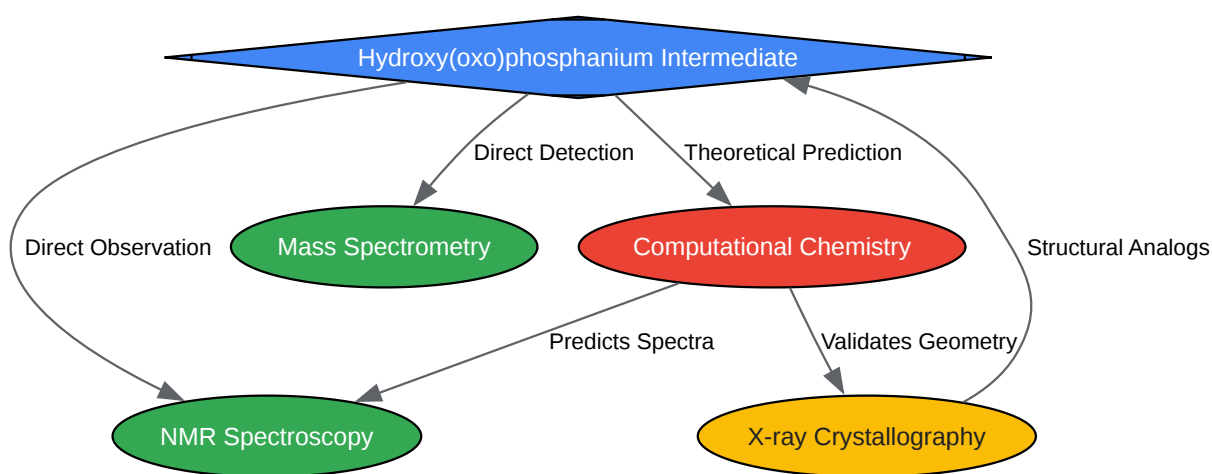 Hydroxy(oxo)phosphanium Intermediate
Direct Detection
Theoretical Prediction
Direct Observation
Mass Spectrometry
Computational Chemistry
Structural Analogs
Predicts Spectra
Validates Geometry
NMR Spectroscopy
X-ray Crystallography